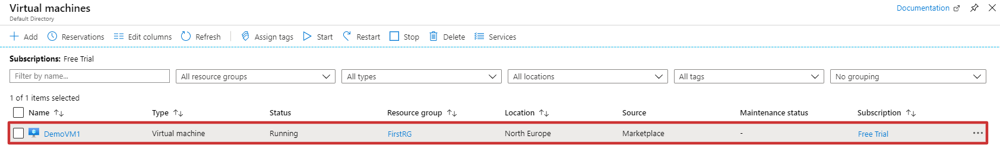 Virtual machines
Documentation
Default Directory
Add Reservations Edit columns Refresh Assign tags Start Restart Stop Delete Services
Subscriptions: Free Trial
Filter by name... All resource groups All types All locations All tags No grouping
1 of 1 items selected
Name Type Status Resource group Location Source Maintenance status Subscription
DemoVM1 Virtual machine Running FirstRG North Europe Marketplace - Free Trial